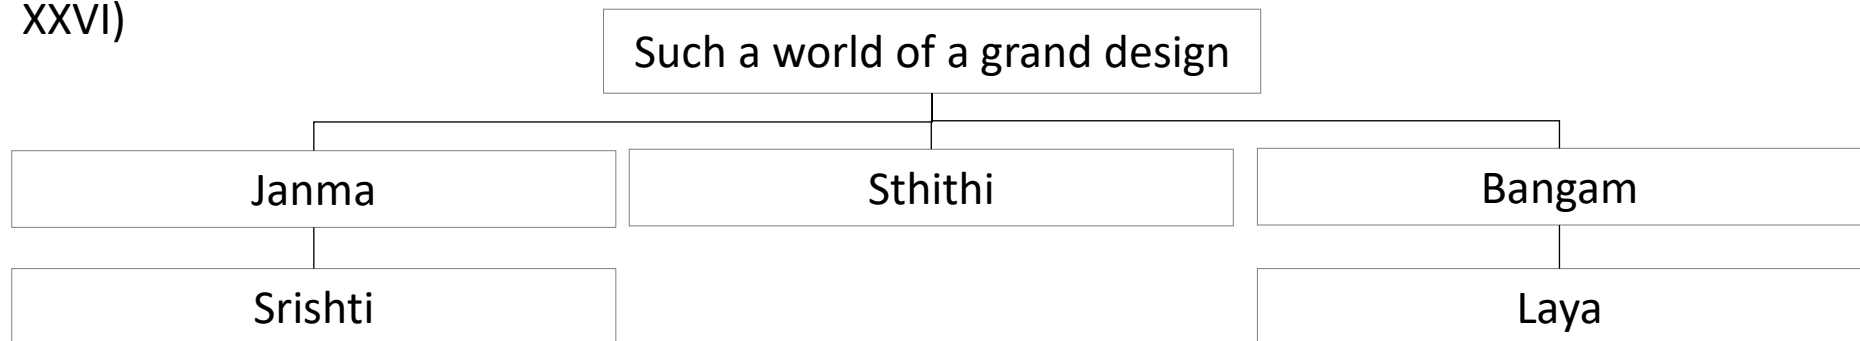 XXVI)
Such a world of a grand design
Janma
Sthithi
Bangam
Srishti
Laya